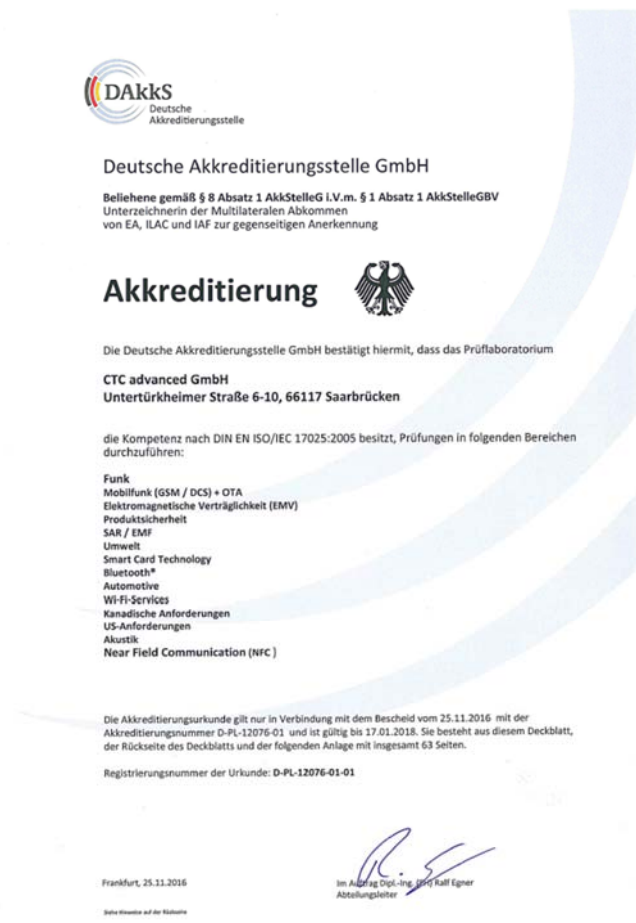 DAkkS
Deutsche
Akkreditierungsstelle
Deutsche Akkreditierungsstelle GmbH
Beliehene gemäß § 8 Absatz 1 AkkStelleG i.V.m. § 1 Absatz 1 AkkStelleGBV
Unterzeichnerin der Multilateralen Abkommen
von EA, ILAC und IAF zur gegenseitigen Anerkennung
Akkreditierung
Die Deutsche Akkreditierungsstelle GmbH bestätigt hiermit, dass das Prüflaboratorium
CTC advanced GmbH
Untertürkheimer Straße 6-10, 66117 Saarbrücken
die Kompetenz nach DIN EN ISO/IEC 17025:2005 besitzt, Prüfungen in folgenden Bereichen
durchzuführen:
Funk
Mobilfunk (GSM / DCS) + OTA
Elektromagnetische Verträglichkeit (EMV)
Produktsicherheit
SAR / EMF
Umwelt
Smart Card Technology
Bluetooth®
Automotive
Wi-Fi-Services
Kanadische Anforderungen
US-Anforderungen
Akustik
Near Field Communication (NFC )
Die Akkreditierungsurkunde gilt nur in Verbindung mit dem Bescheid vom 25.11.2016 mit der
Akkreditierungsnummer D-PL-12076-01 und ist gültig bis 17.01.2018. Sie besteht aus diesem Deckblatt,
der Rückseite des Deckblatts und der folgenden Anlage mit insgesamt 63 Seiten.
Registrierungsnummer der Urkunde: D-PL-12076-01-01
Frankfurt, 25.11.2016
Im Auftrag Dipl.-Ing. (FH) Ralf Egner
Abteilungsleiter
Siehe Hinweise auf der Rückseite